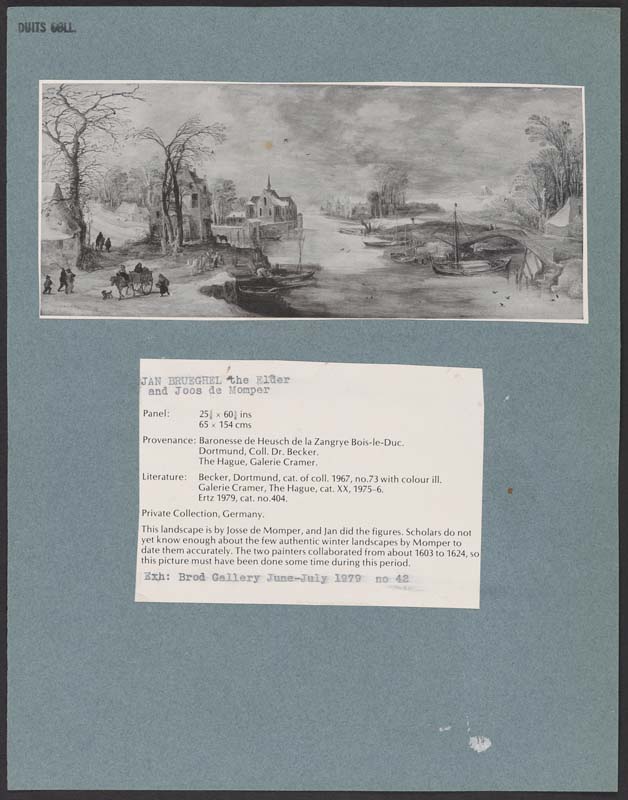 DUITS COLL.
JAN BRUEGHEL the Elder
and Joos de Momper
Panel: 25⅝ × 60⅝ ins
65 × 154 cms
Provenance: Baronesse de Heusch de la Zangrye Bois-le-Duc.
Dortmund, Coll. Dr. Becker.
The Hague, Galerie Cramer.
Literature: Becker, Dortmund, cat. of coll. 1967, no.73 with colour ill.
Galerie Cramer, The Hague, cat. XX, 1975-6.
Ertz 1979, cat. no.404.
Private Collection, Germany.
This landscape is by Josse de Momper, and Jan did the figures. Scholars do not
yet know enough about the few authentic winter landscapes by Momper to
date them accurately. The two painters collaborated from about 1603 to 1624, so
this picture must have been done some time during this period.
Exh: Brod Gallery June-July 1979 no 42